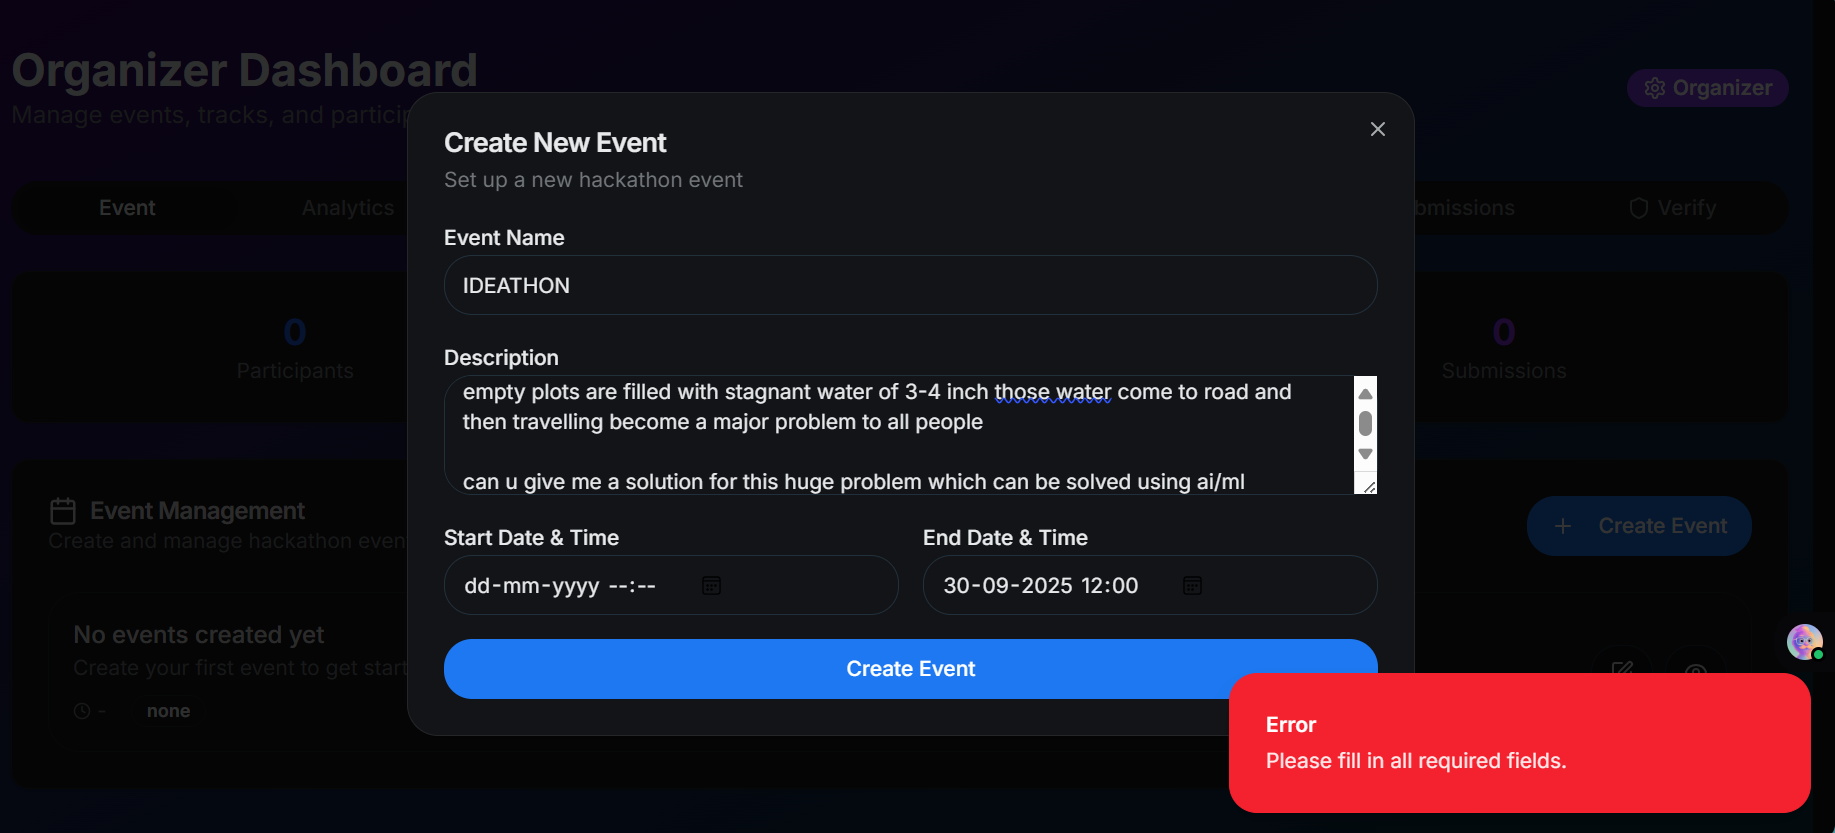 Organizer Dashboard
Manage events, tracks, and particip
Organizer
Event
Analytics
bmissions
Verify
0
Participants
0
Submissions
Event Management
Create and manage hackathon even
Create Event
No events created yet
Create your first event to get start
-
none
Create New Event
Set up a new hackathon event
Event Name
IDEATHON
Description
empty plots are filled with stagnant water of 3-4 inch those water come to road and
then travelling become a major problem to all people
can u give me a solution for this huge problem which can be solved using ai/ml
Start Date & Time
End Date & Time
dd-mm-yyyy --:--
30-09-2025 12:00
Create Event
Error
Please fill in all required fields.